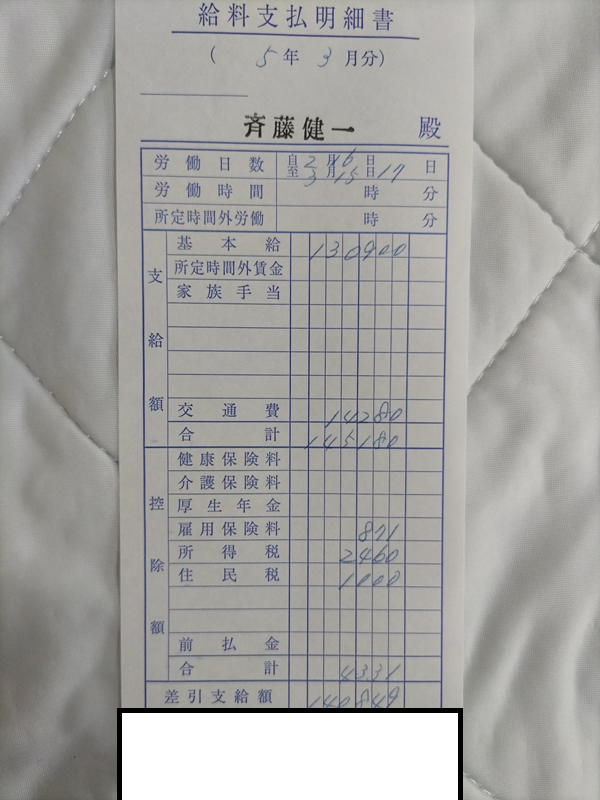 給料支払明細書
( 5年 3月分)
斉藤健一 殿
労働日数 自 2月16日 至 3月15日 17日
労働時間 時 分
所定時間外労働 時 分
支給額
基本給 130900
所定時間外賃金
家族手当
交通費 14280
合計 145180
控除額
健康保険料
介護保険料
厚生年金
雇用保険料 871
所得税 2460
住民税 1000
前払金
合計 4331
差引支給額 140849